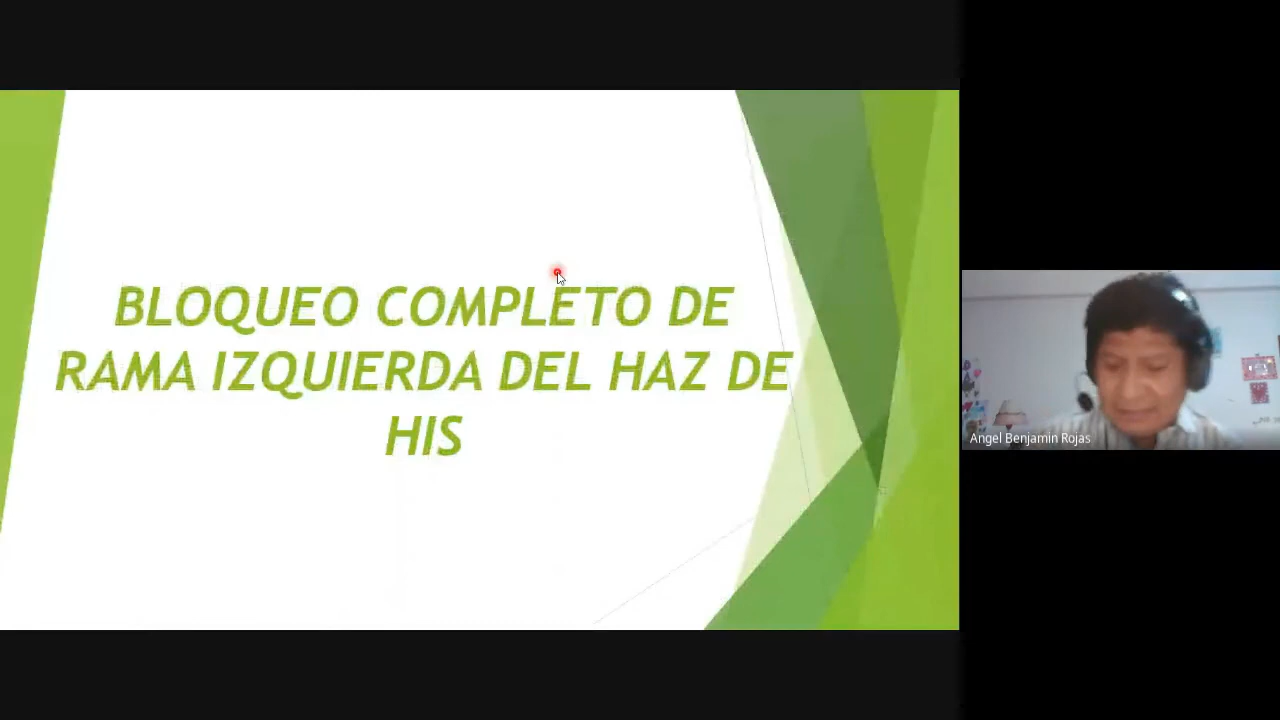 BLOQUEO COMPLETO DE
RAMA IZQUIERDA DEL HAZ DE
HIS
Angel Benjamin Rojas